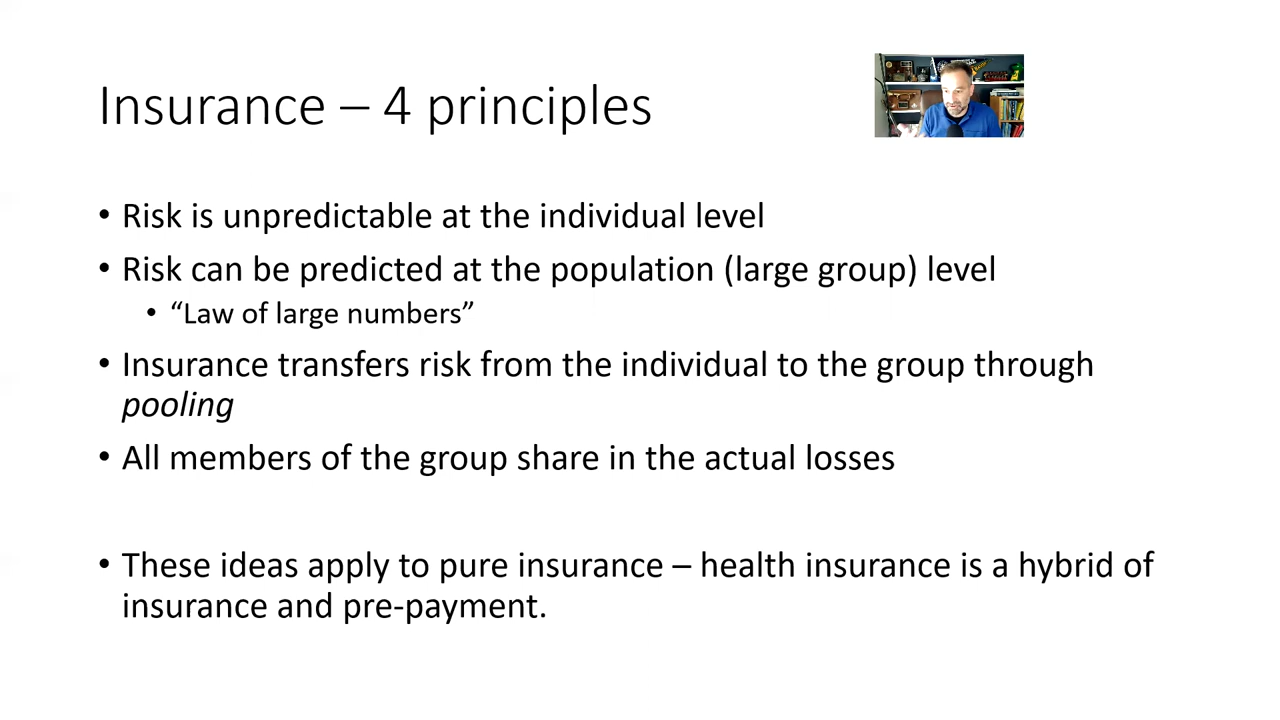 Insurance – 4 principles
• Risk is unpredictable at the individual level
• Risk can be predicted at the population (large group) level
• “Law of large numbers”
• Insurance transfers risk from the individual to the group through
pooling
• All members of the group share in the actual losses
• These ideas apply to pure insurance – health insurance is a hybrid of
insurance and pre-payment.